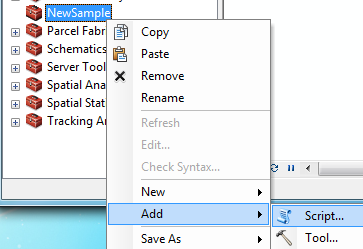 NewSample
Parcel Fabr
Schematics
Server Tool
Spatial Ana
Spatial Stat
Tracking An
Copy
Paste
Remove
Rename
Refresh
Edit...
Check Syntax...
New
Add
Save As
Script...
Tool...